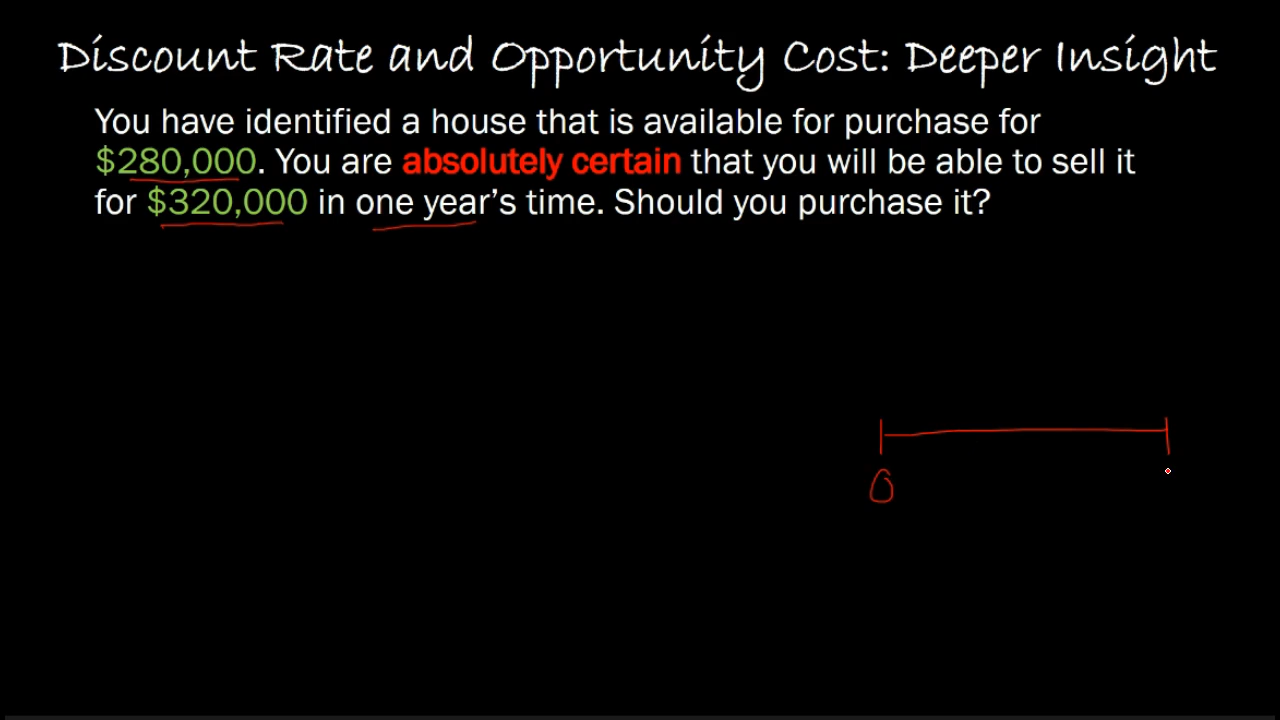 Discount Rate and Opportunity Cost: Deeper Insight
You have identified a house that is available for purchase for
$280,000. You are absolutely certain that you will be able to sell it
for $320,000 in one year’s time. Should you purchase it?
0